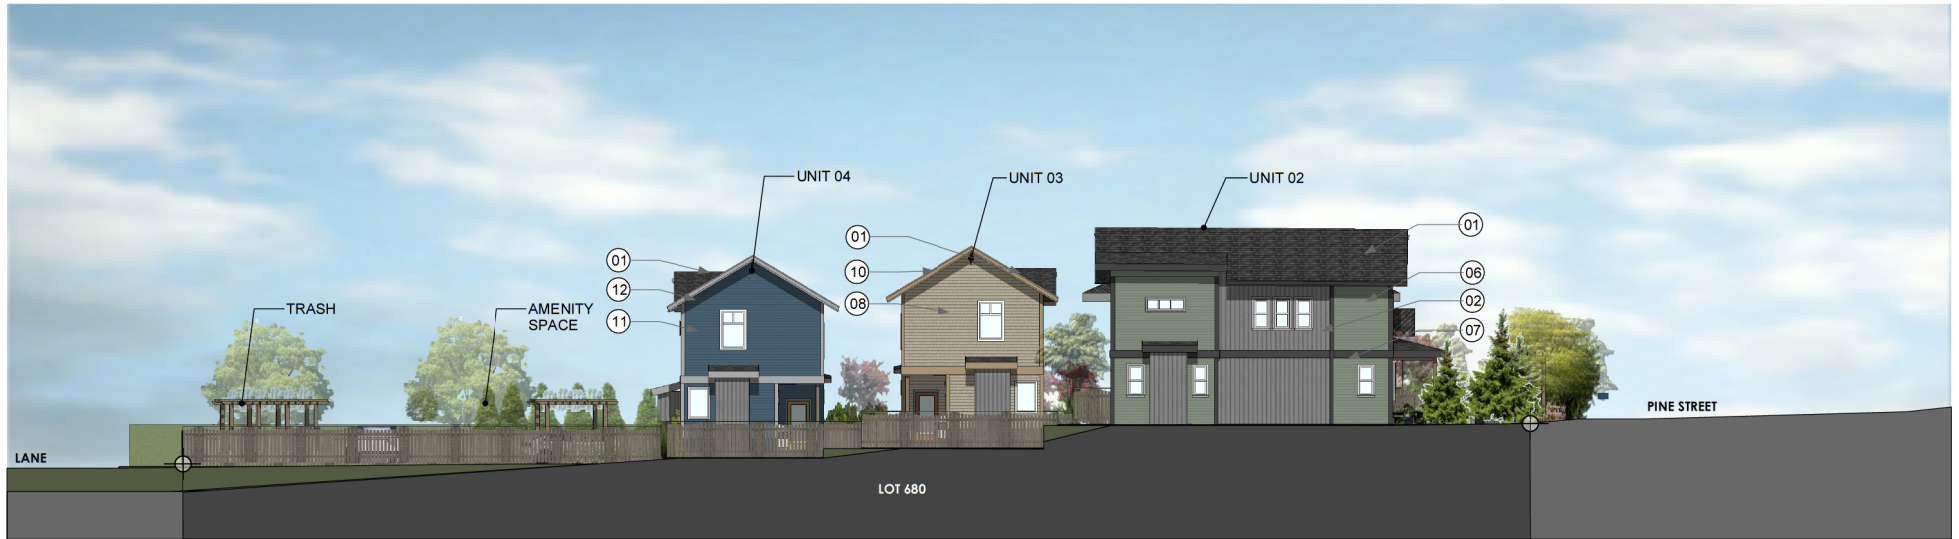 UNIT 04
UNIT 03
UNIT 02
01
01
01
10
06
12
02
08
11
07
TRASH
AMENITY
SPACE
PINE STREET
LANE
LOT 680